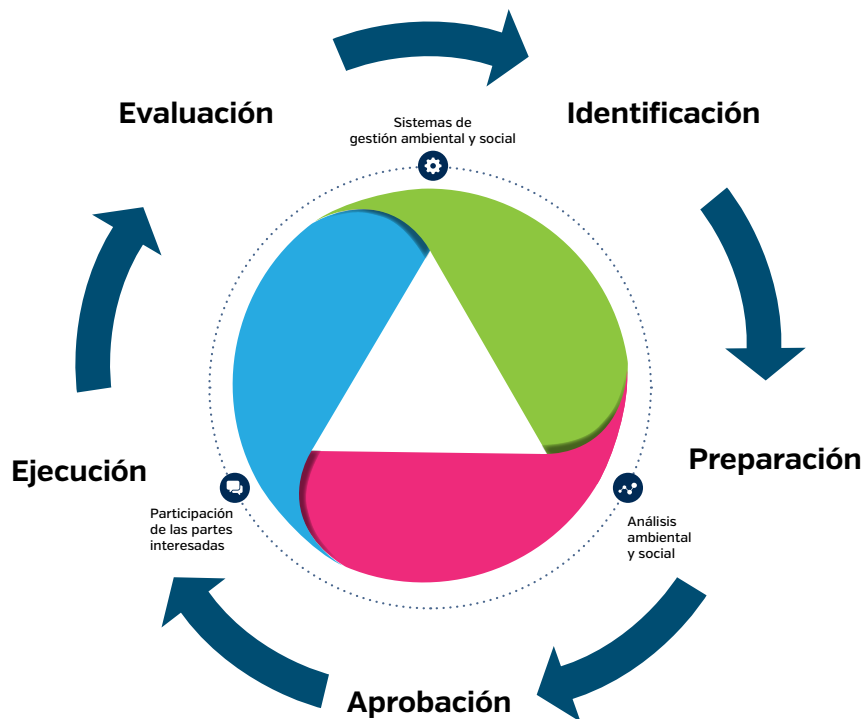 Evaluación
Identificación
Sistemas de
gestión ambiental y social
Ejecución
Preparación
Participación
de las partes
interesadas
Análisis
ambiental
y social
Aprobación